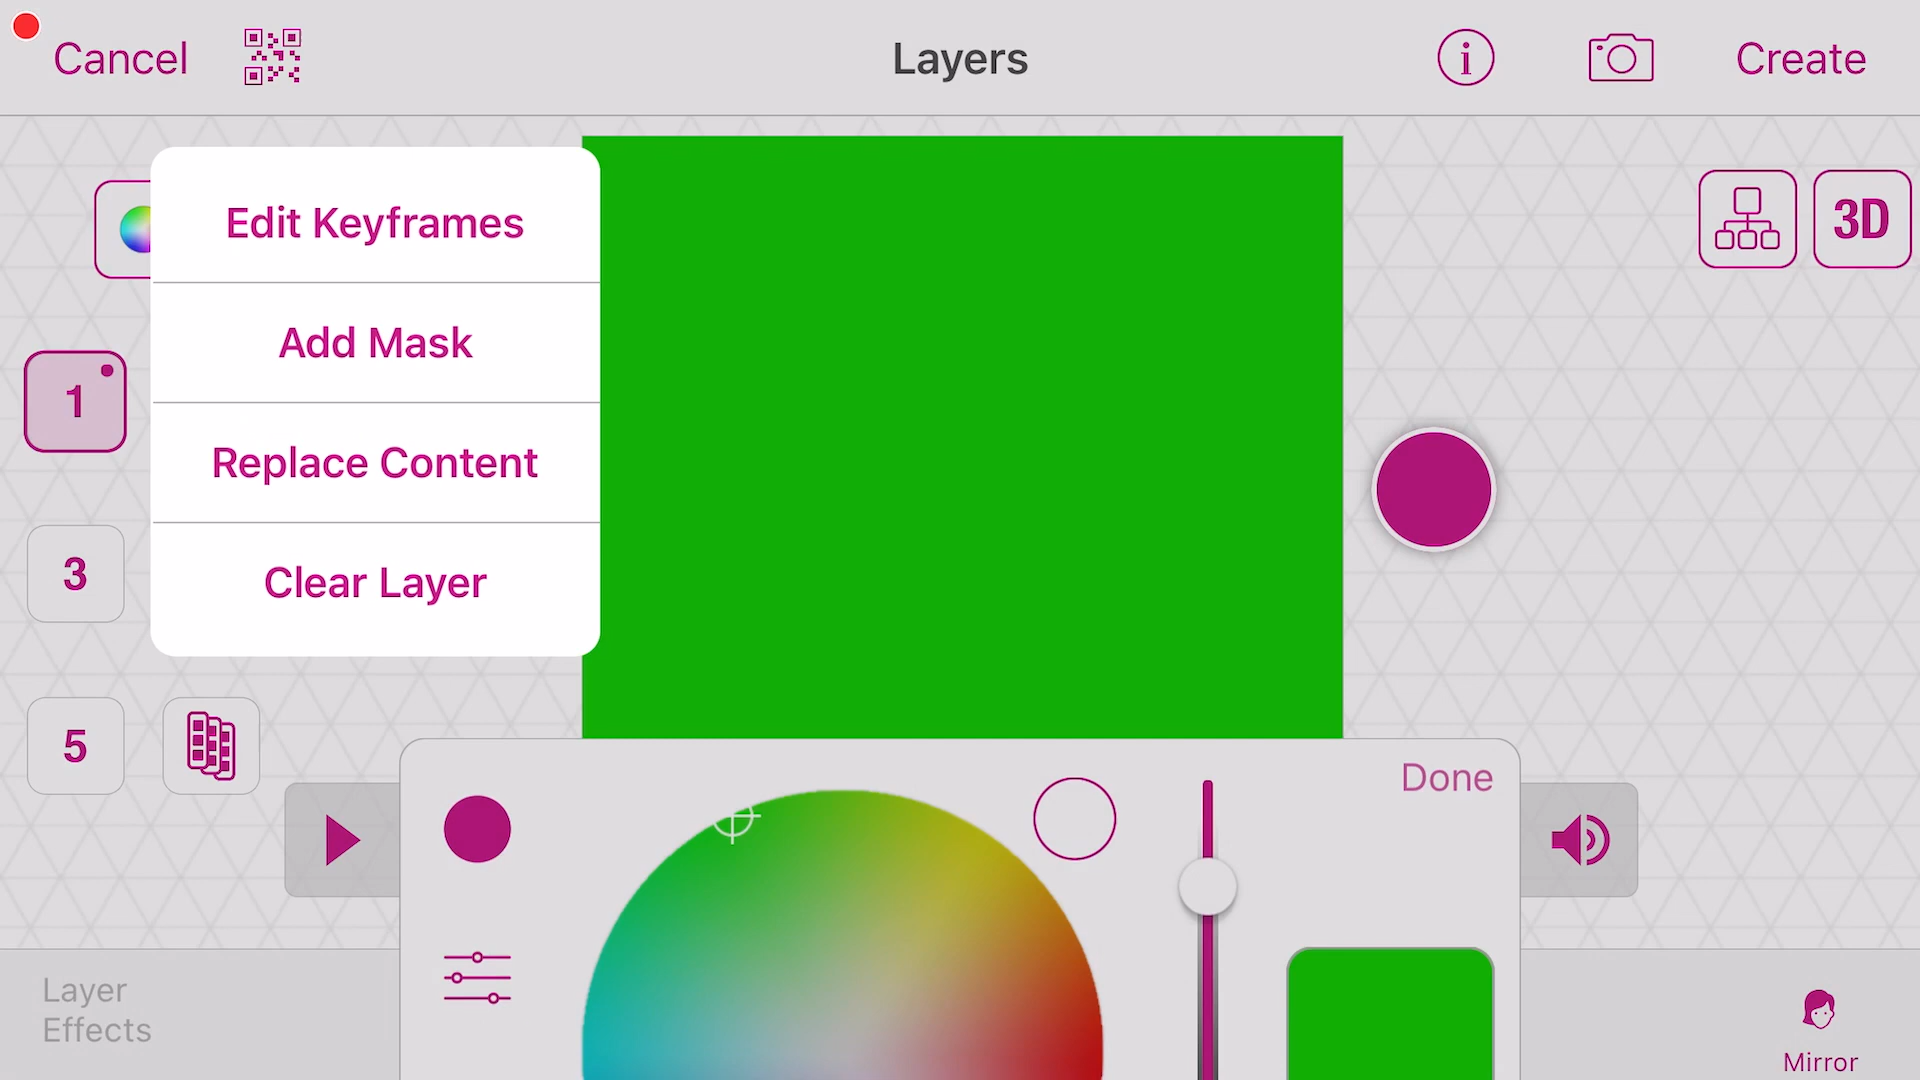 Cancel
Layers
Create
Edit Keyframes
3D
Add Mask
1
Replace Content
3
Clear Layer
5
Done
Layer
Effects
Mirror